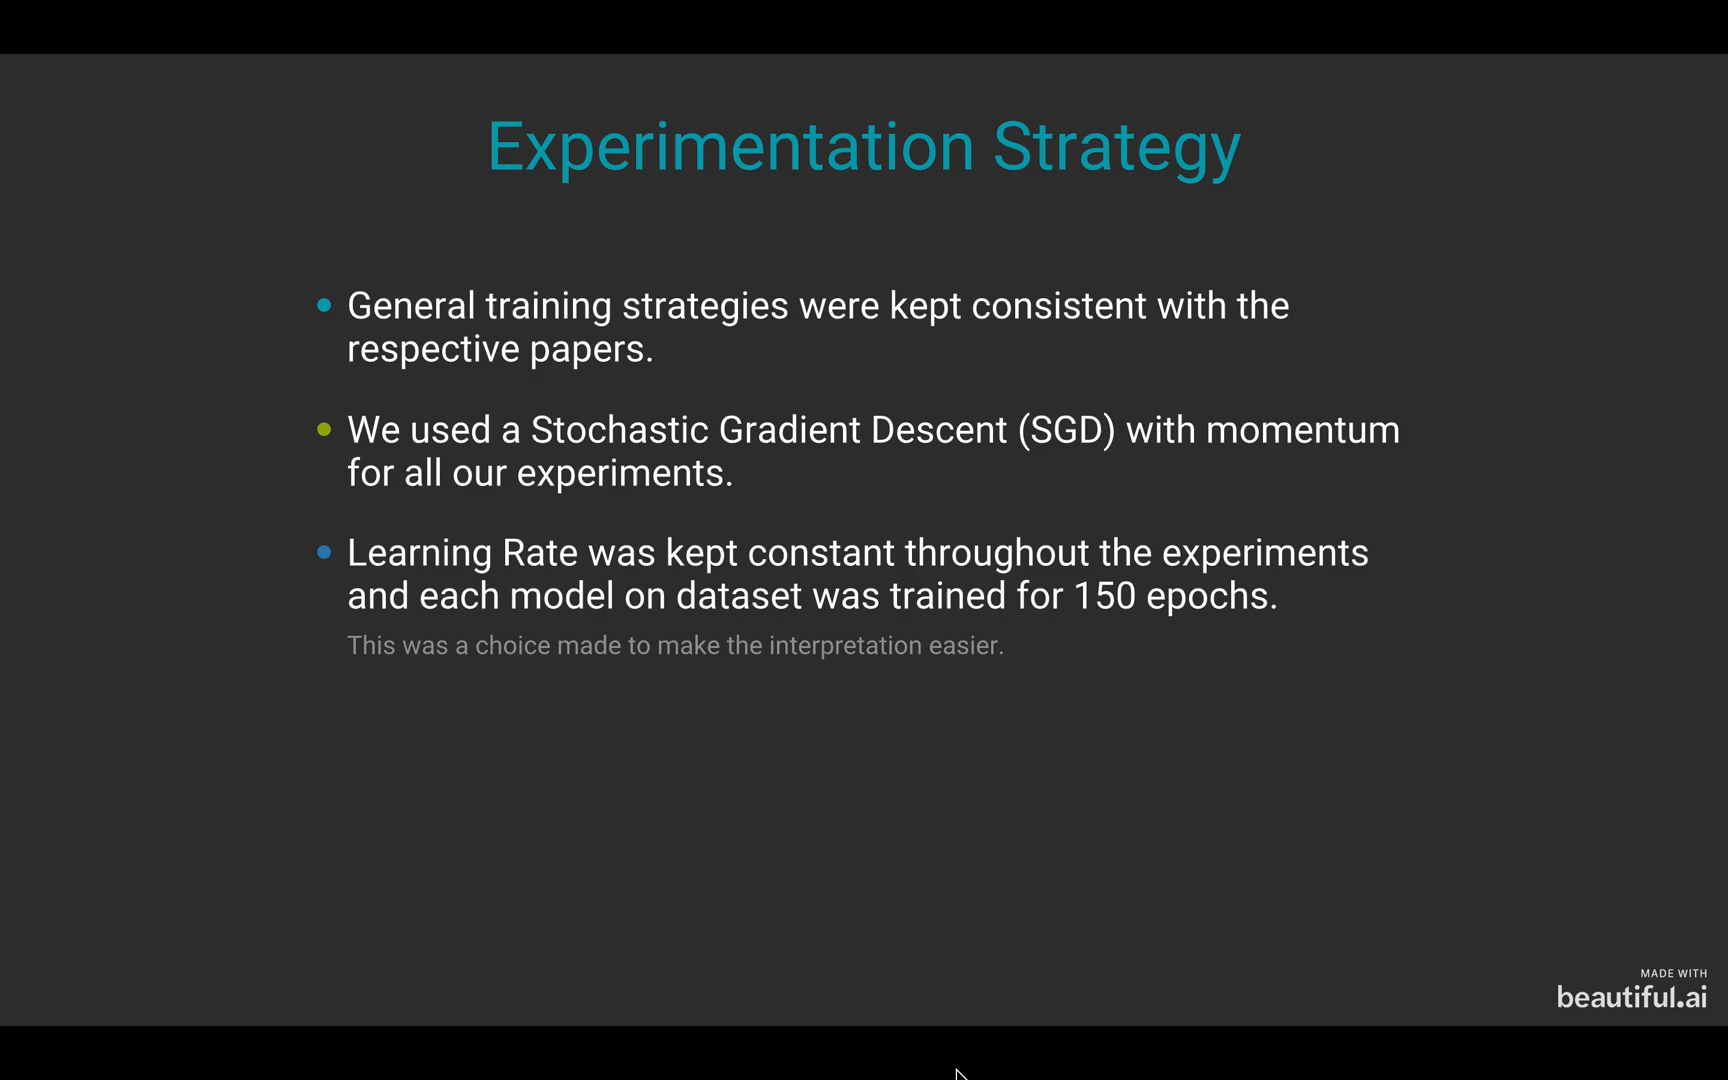 Experimentation Strategy
General training strategies were kept consistent with the
respective papers.
We used a Stochastic Gradient Descent (SGD) with momentum
for all our experiments.
Learning Rate was kept constant throughout the experiments
and each model on dataset was trained for 150 epochs.
This was a choice made to make the interpretation easier.
MADE WITH
beautiful.ai